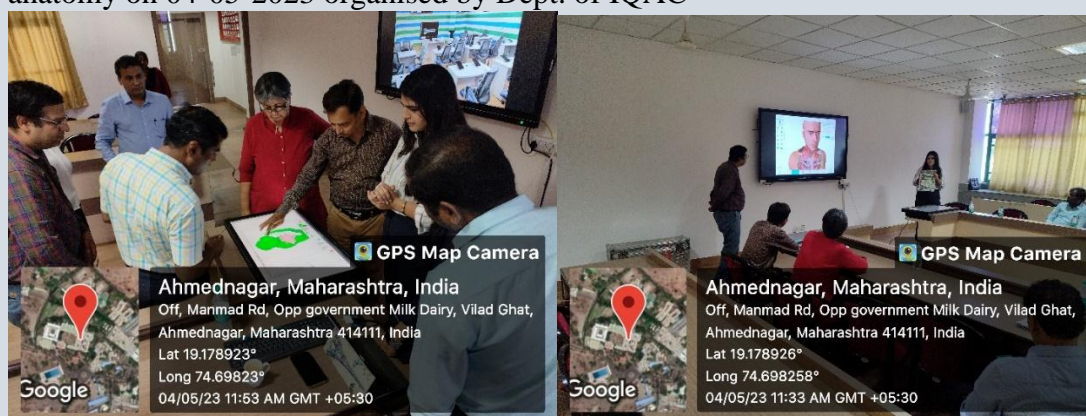 anatomy on 04-05-2023 organised by Dept. of IQAC
GPS Map Camera
Ahmednagar, Maharashtra, India
Off, Manmad Rd, Opp government Milk Dairy, Vilad Ghat,
Ahmednagar, Maharashtra 414111, India
Lat 19.178923°
Long 74.69823°
04/05/23 11:53 AM GMT +05:30
Google
GPS Map Camera
Ahmednagar, Maharashtra, India
Off, Manmad Rd, Opp government Milk Dairy, Vilad Ghat,
Ahmednagar, Maharashtra 414111, India
Lat 19.178926°
Long 74.698258°
04/05/23 11:33 AM GMT +05:30
Google